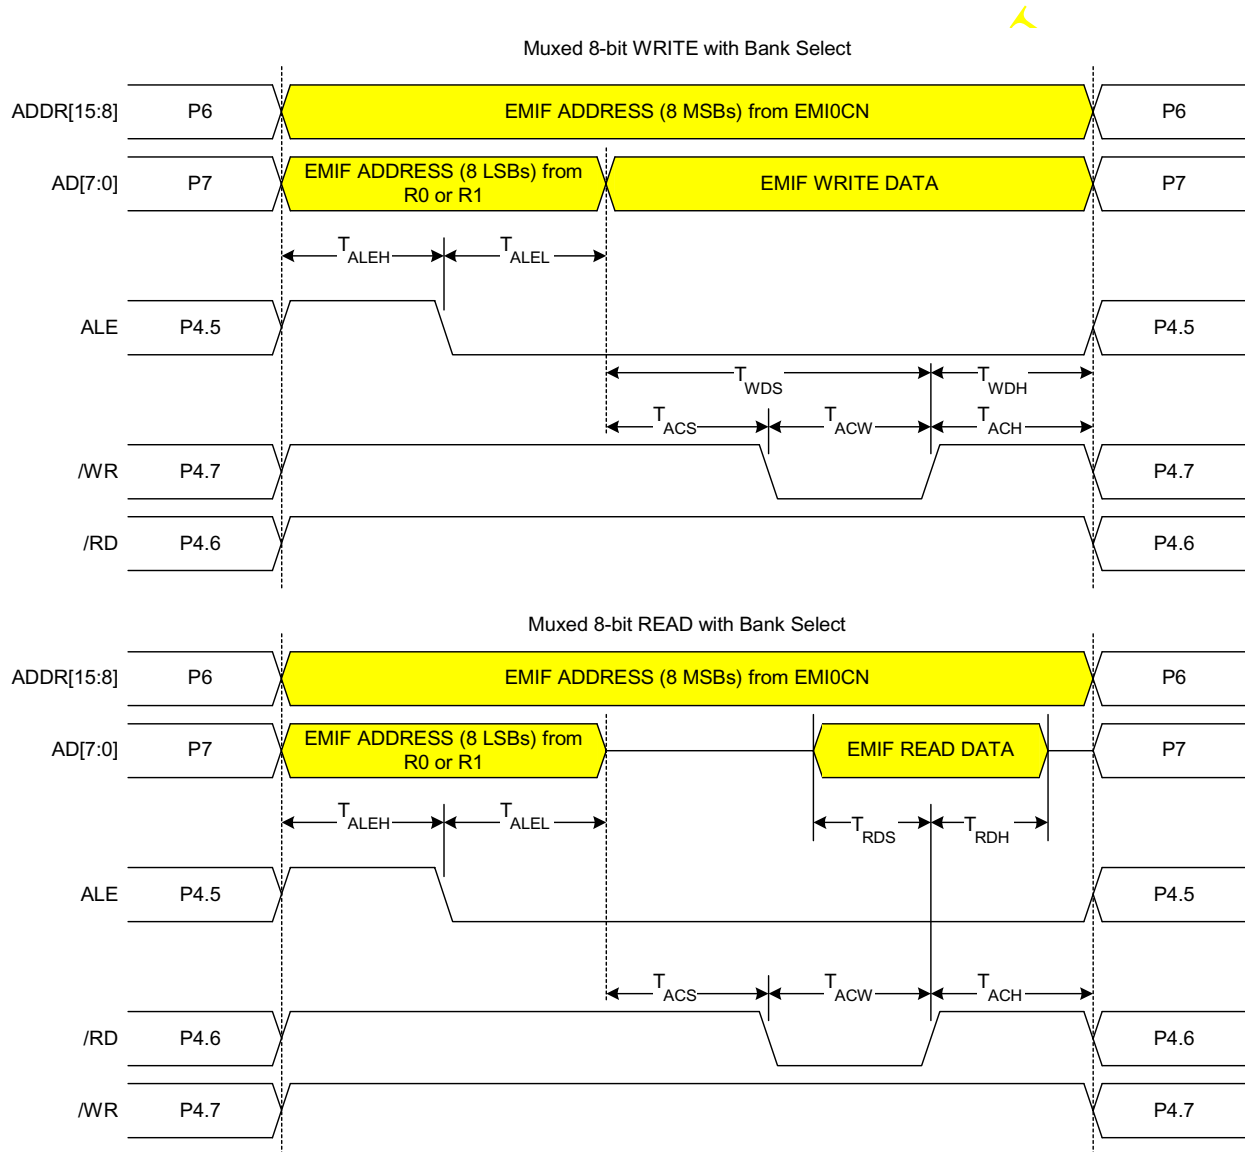 Muxed 8-bit WRITE with Bank Select
ADDR[15:8] P6 EMIF ADDRESS (8 MSBs) from EMI0CN P6
AD[7:0] P7 EMIF ADDRESS (8 LSBs) from
R0 or R1 EMIF WRITE DATA P7
TALEH TALEL
ALE P4.5 P4.5
TWDS TWDH
TACS TACW TACH
/WR P4.7 P4.7
/RD P4.6 P4.6
Muxed 8-bit READ with Bank Select
ADDR[15:8] P6 EMIF ADDRESS (8 MSBs) from EMI0CN P6
AD[7:0] P7 EMIF ADDRESS (8 LSBs) from
R0 or R1 EMIF READ DATA P7
TALEH TALEL TRDS TRDH
ALE P4.5 P4.5
TACS TACW TACH
/RD P4.6 P4.6
/WR P4.7 P4.7